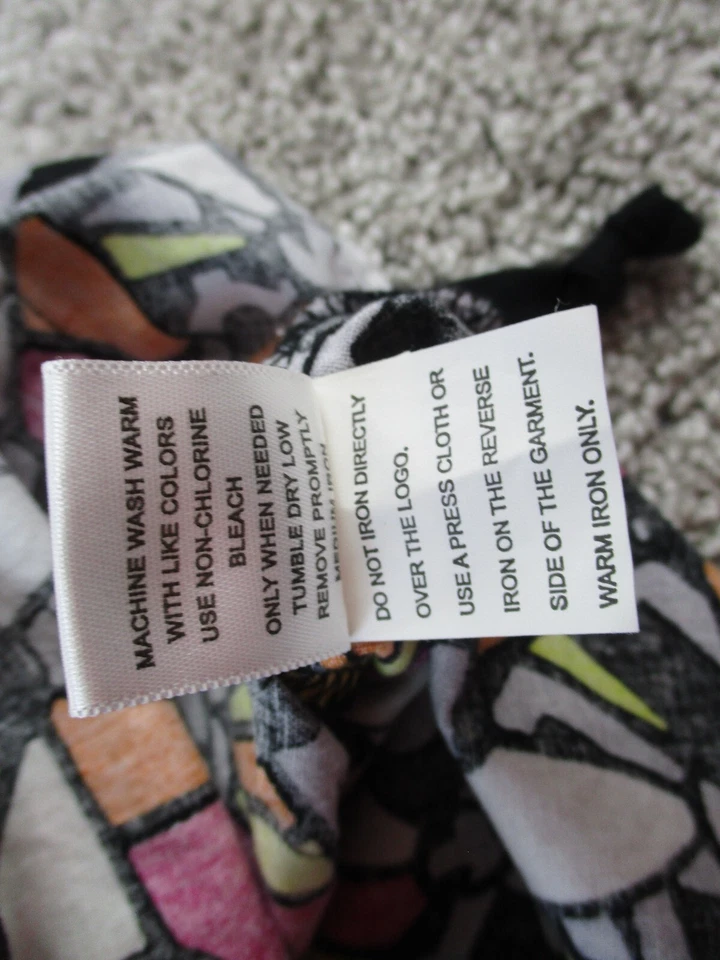 MACHINE WASH WARM
WITH LIKE COLORS
USE NON-CHLORINE
BLEACH
ONLY WHEN NEEDED
TUMBLE DRY LOW
REMOVE PROMPTLY
MEDIUM IRON
DO NOT IRON DIRECTLY
OVER THE LOGO.
USE A PRESS CLOTH OR
IRON ON THE REVERSE
SIDE OF THE GARMENT.
WARM IRON ONLY.